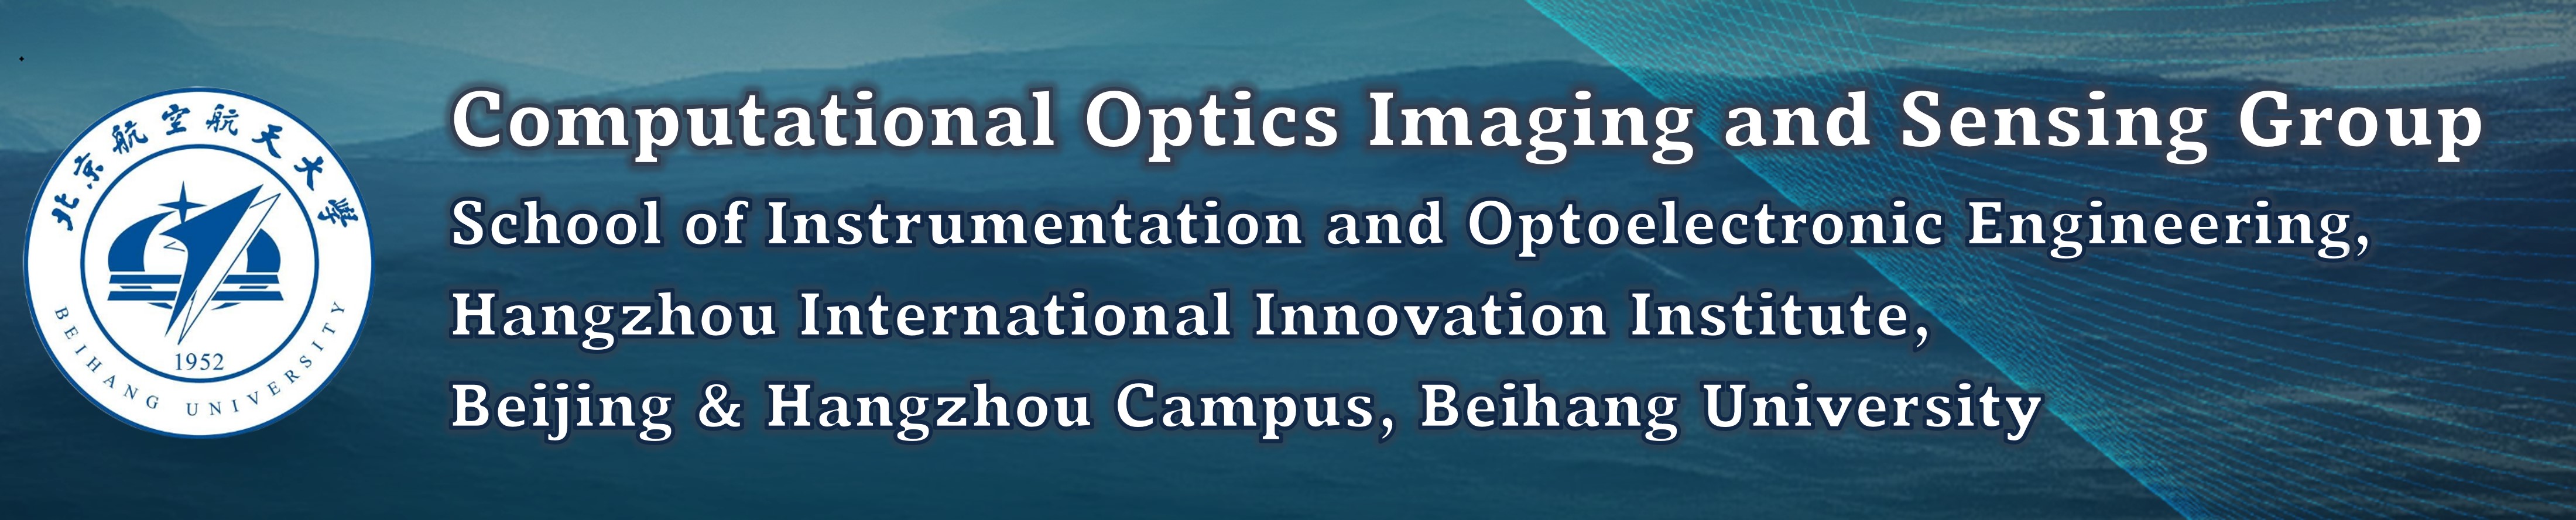 北京航空航天大學
1952
BEIHANG UNIVERSITY
Computational Optics Imaging and Sensing Group
School of Instrumentation and Optoelectronic Engineering,
Hangzhou International Innovation Institute,
Beijing & Hangzhou Campus, Beihang University